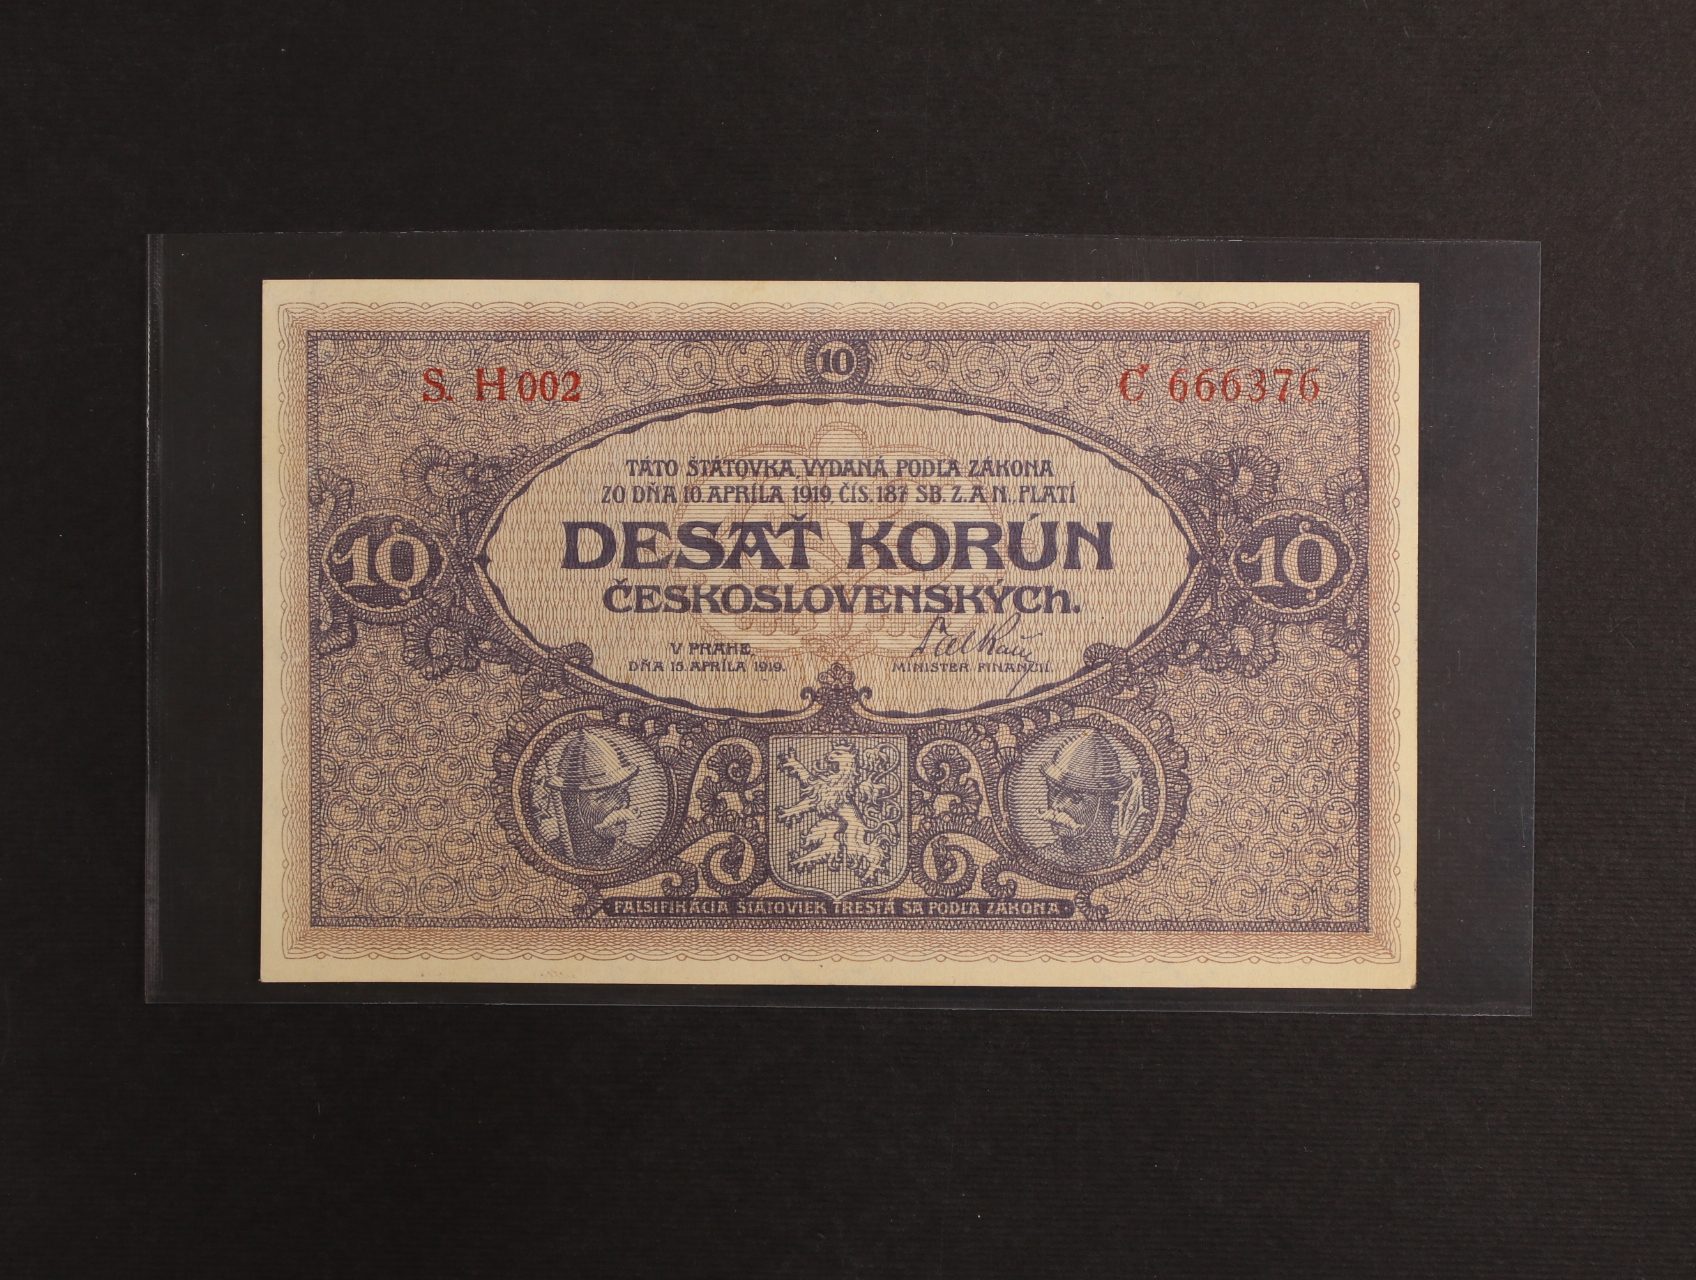 10
S. H 002
Č 666376
TÁTO ŠTÁTOVKA, VYDANÁ PODĽA ZÁKONA
ZO DŇA 10. APRÍLA 1919, ČÍS. 187 SB. Z. A N., PLATÍ
DESAŤ KORÚN
ČESKOSLOVENSKÝCh.
10
10
V PRAHE,
DŇA 15. APRÍLA 1919.
MINISTER FINANCIÍ.
FALSIFIKÁCIA ŠTÁTOVIEK TRESTÁ SA PODĽA ZÁKONA